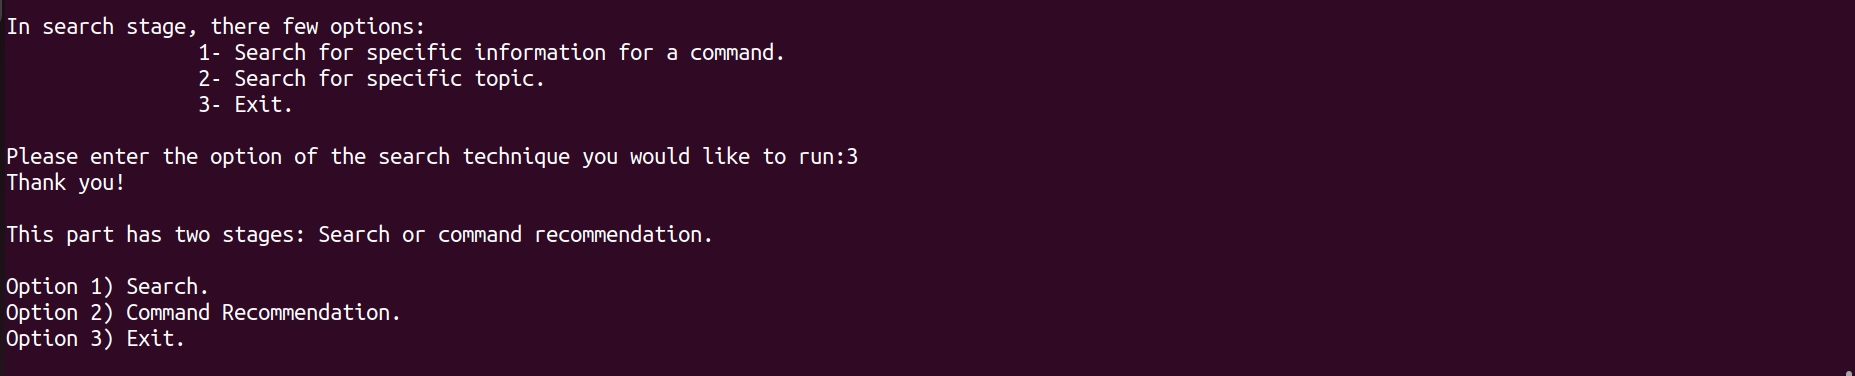 In search stage, there few options:
1- Search for specific information for a command.
2- Search for specific topic.
3- Exit.
Please enter the option of the search technique you would like to run:3
Thank you!
This part has two stages: Search or command recommendation.
Option 1) Search.
Option 2) Command Recommendation.
Option 3) Exit.